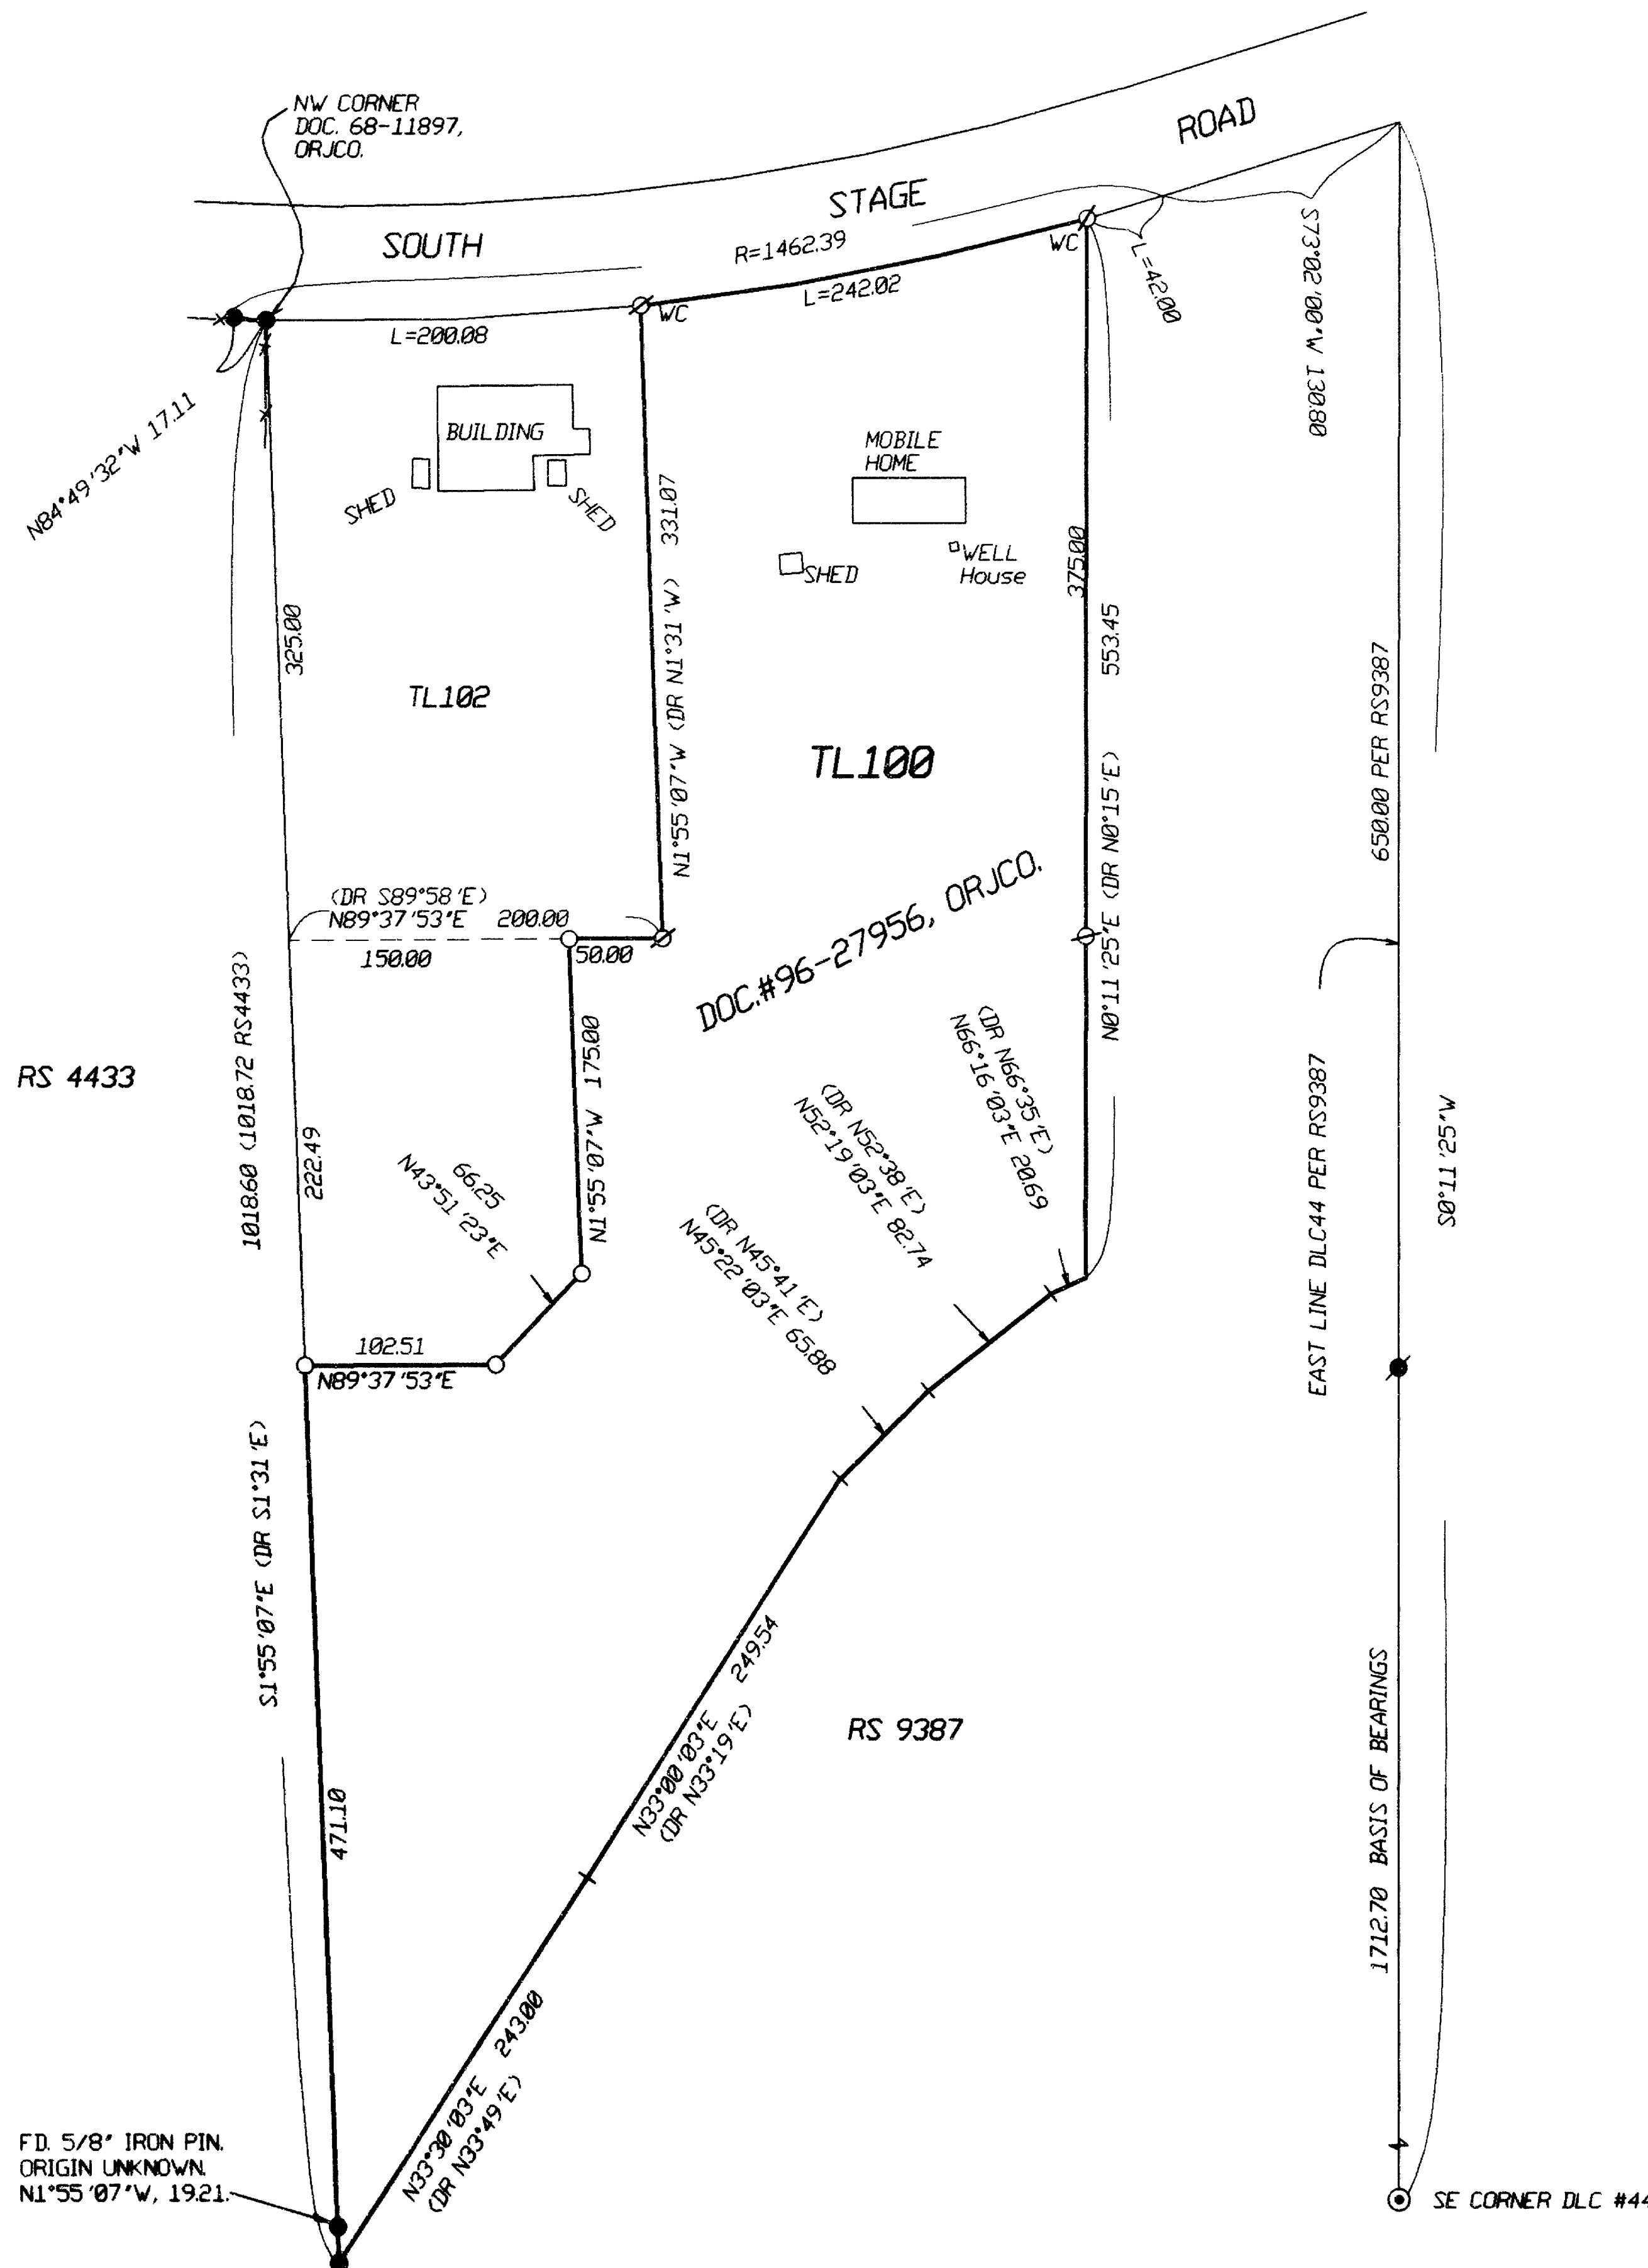 NW CORNER
DOC. 68-11897,
ORJCO.
SOUTH
STAGE
ROAD
R=1462.39
L=242.02
L=200.08
WC
WC
L=42.00
S73°20'00"W 130.80
N84°49'32"W 17.11
BUILDING
SHED
SHED
MOBILE
HOME
SHED
WELL
House
325.00
331.07
N1°55'07"W (DR N1°31'W)
375.00
553.45
N0°11'25"E (DR N0°15'E)
TL102
TL100
650.00 PER RS9387
(DR S89°58'E)
N89°37'53"E 200.00
150.00
50.00
DOC.#96-27956, ORJCO.
RS 4433
1018.60 (1018.72 RS4433)
222.49
N1°55'07"W 175.00
66.25
N43°51'23"E
(DR N66°35'E)
N66°16'03"E 20.69
(DR N52°38'E)
N52°19'03"E 82.74
(DR N45°41'E)
N45°22'03"E 65.88
EAST LINE DLC44 PER RS9387
S0°11'25"W
102.51
N89°37'53"E
S1°55'07"E (DR S1°31'E)
249.54
N33°00'03"E
(DR N33°19'E)
RS 9387
471.10
1712.70 BASIS OF BEARINGS
243.00
N33°30'03"E
(DR N33°49'E)
FD. 5/8" IRON PIN.
ORIGIN UNKNOWN.
N1°55'07"W, 19.21.
SE CORNER DLC #44